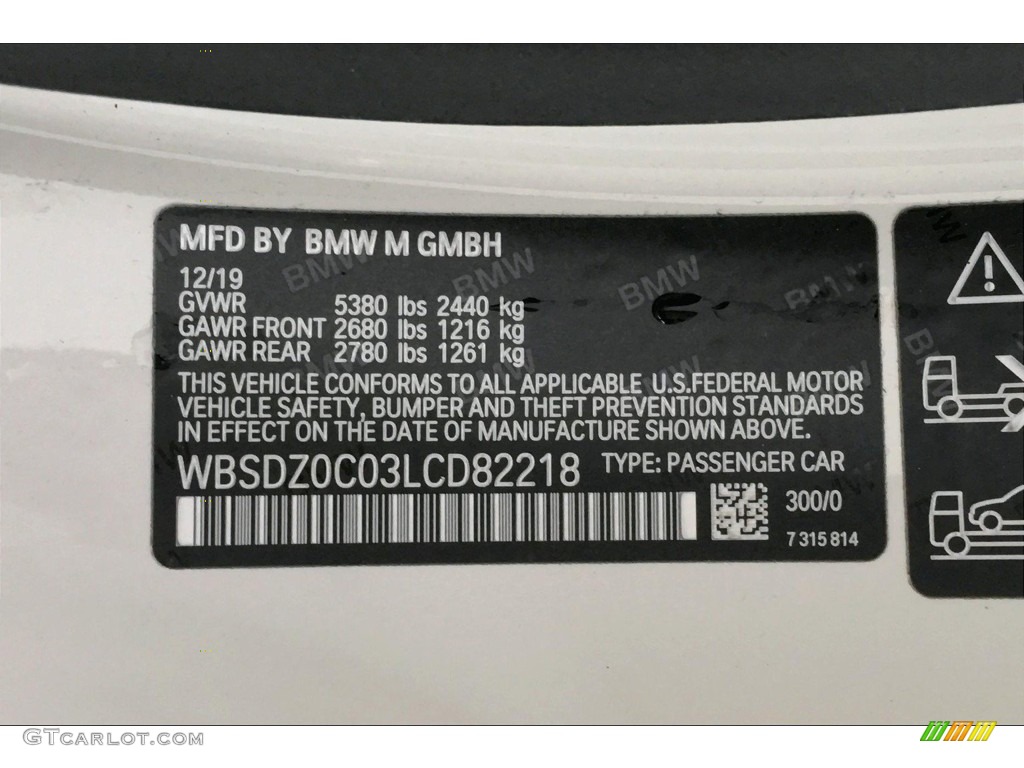 MFD BY BMW M GMBH
12/19
GVWR 5380 lbs 2440 kg
GAWR FRONT 2680 lbs 1216 kg
GAWR REAR 2780 lbs 1261 kg
THIS VEHICLE CONFORMS TO ALL APPLICABLE U.S.FEDERAL MOTOR
VEHICLE SAFETY, BUMPER AND THEFT PREVENTION STANDARDS
IN EFFECT ON THE DATE OF MANUFACTURE SHOWN ABOVE.
WBSDZ0C03LCD82218 TYPE: PASSENGER CAR
300/0
7 315 814
GTCARLOT.COM